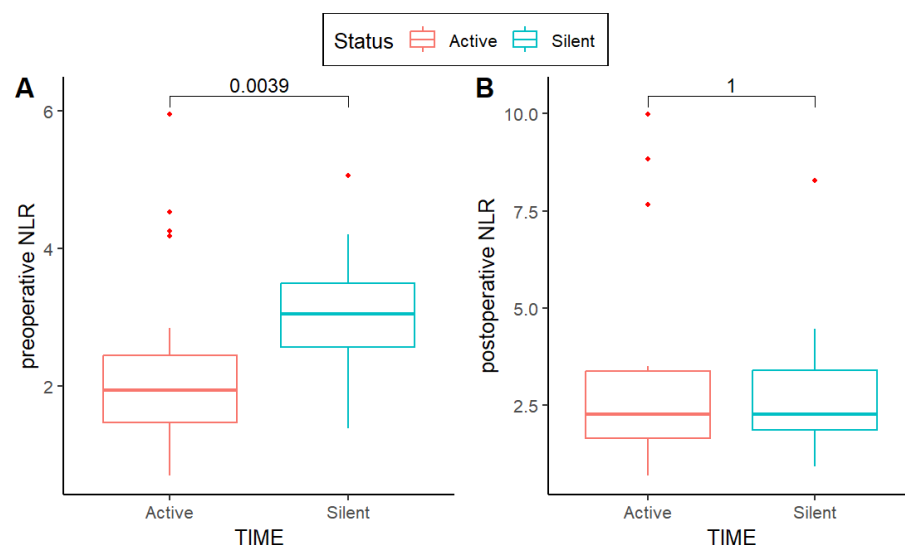 Status Active Silent
A
0.0039
6
4
2
preoperative NLR
Active Silent
TIME
B
1
10.0
7.5
5.0
2.5
postoperative NLR
Active Silent
TIME